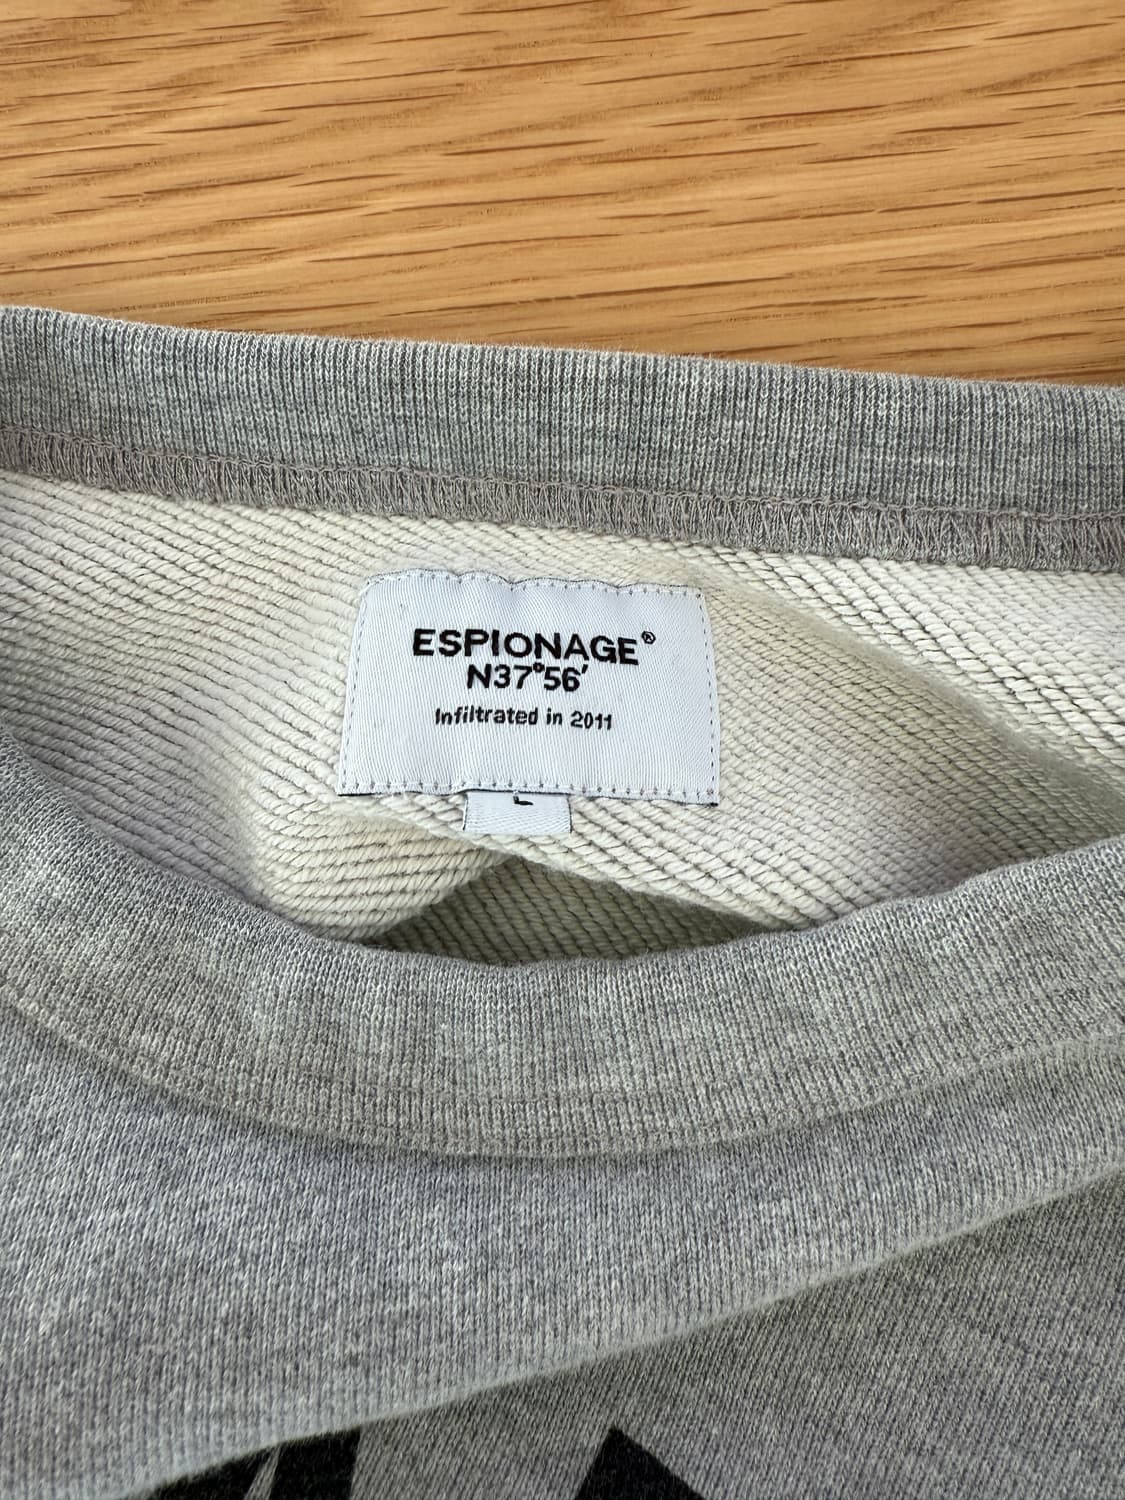 ESPIONAGE®
N37°56′
Infiltrated in 2011
L